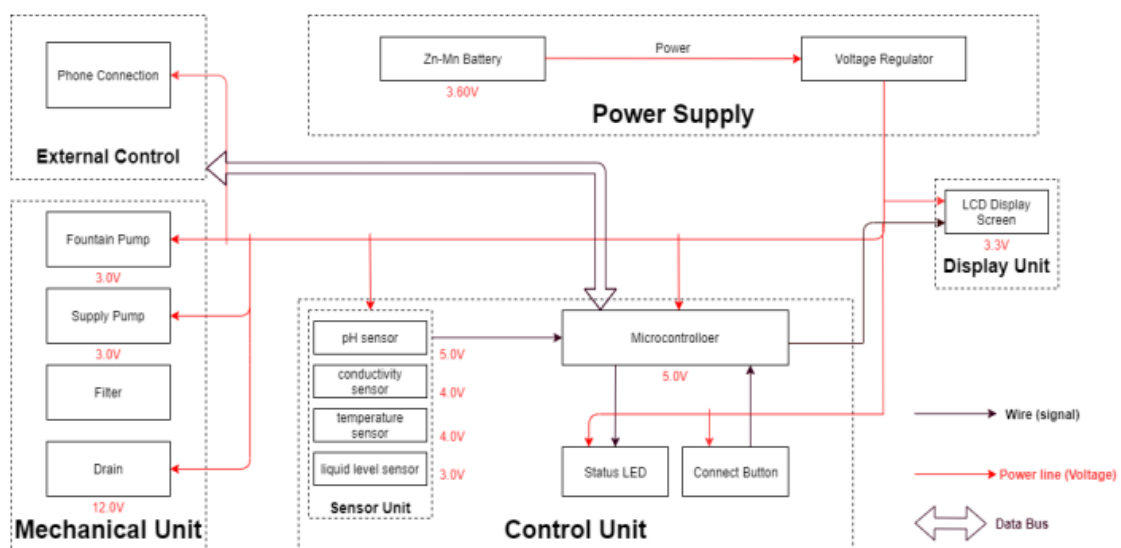 Phone Connection
External Control
Zn-Mn Battery
Power
Voltage Regulator
3.60V
Power Supply
Fountain Pump
3.0V
Supply Pump
3.0V
Filter
Drain
12.0V
Mechanical Unit
LCD Display
Screen
3.3V
Display Unit
pH sensor
5.0V
conductivity
sensor
4.0V
temperature
sensor
4.0V
liquid level sensor
3.0V
Sensor Unit
Microcontrolloer
5.0V
Status LED
Connect Button
Control Unit
Wire (signal)
Power line (Voltage)
Data Bus